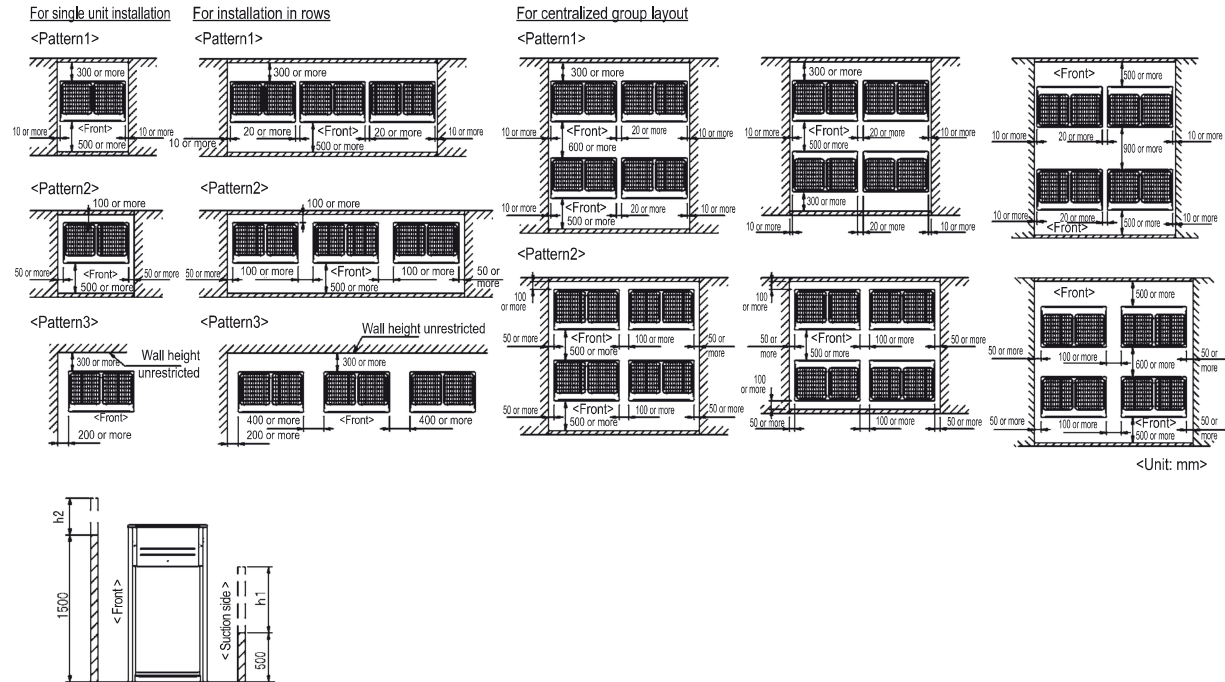 For single unit installation
<Pattern1>
300 or more
10 or more
<Front>
10 or more
500 or more
<Pattern2>
100 or more
50 or more
<Front>
50 or more
500 or more
<Pattern3>
300 or more
Wall height
unrestricted
<Front>
200 or more
For installation in rows
<Pattern1>
300 or more
10 or more
20 or more
<Front>
20 or more
10 or more
500 or more
<Pattern2>
100 or more
50 or more
100 or more
<Front>
100 or more
50 or
more
500 or more
<Pattern3>
Wall height unrestricted
300 or more
400 or more
<Front>
400 or more
200 or more
For centralized group layout
<Pattern1>
300 or more
10 or more
<Front>
20 or more
10 or more
600 or more
10 or more
<Front>
20 or more
10 or more
500 or more
300 or more
10 or more
<Front>
20 or more
10 or more
500 or more
300 or more
10 or more
20 or more
10 or more
<Front>
500 or more
10 or more
20 or more
10 or more
900 or more
10 or more
20 or more
10 or more
<Front>
500 or more
<Pattern2>
100
or more
50 or more
<Front>
100 or more
50 or
more
500 or more
50 or more
<Front>
100 or more
50 or more
500 or more
100
or more
50 or
more
<Front>
100 or more
50 or more
500 or more
100
or more
50 or more
100 or more
50 or more
<Front>
500 or more
50 or more
100 or more
50 or
more
600 or more
50 or more
100 or more
<Front>
50 or
more
500 or more
<Unit: mm>
h2
1500
< Front >
< Suction side >
h1
500